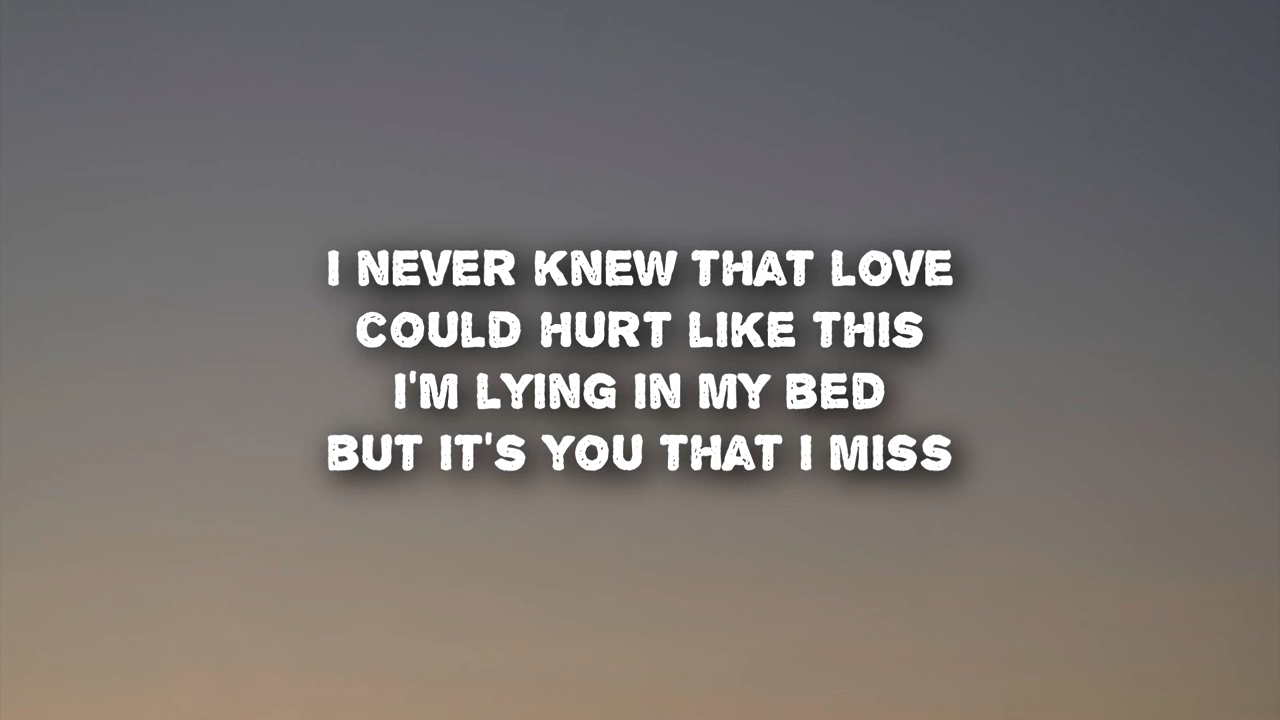 I NEVER KNEW THAT LOVE
COULD HURT LIKE THIS
I'M LYING IN MY BED
BUT IT'S YOU THAT I MISS